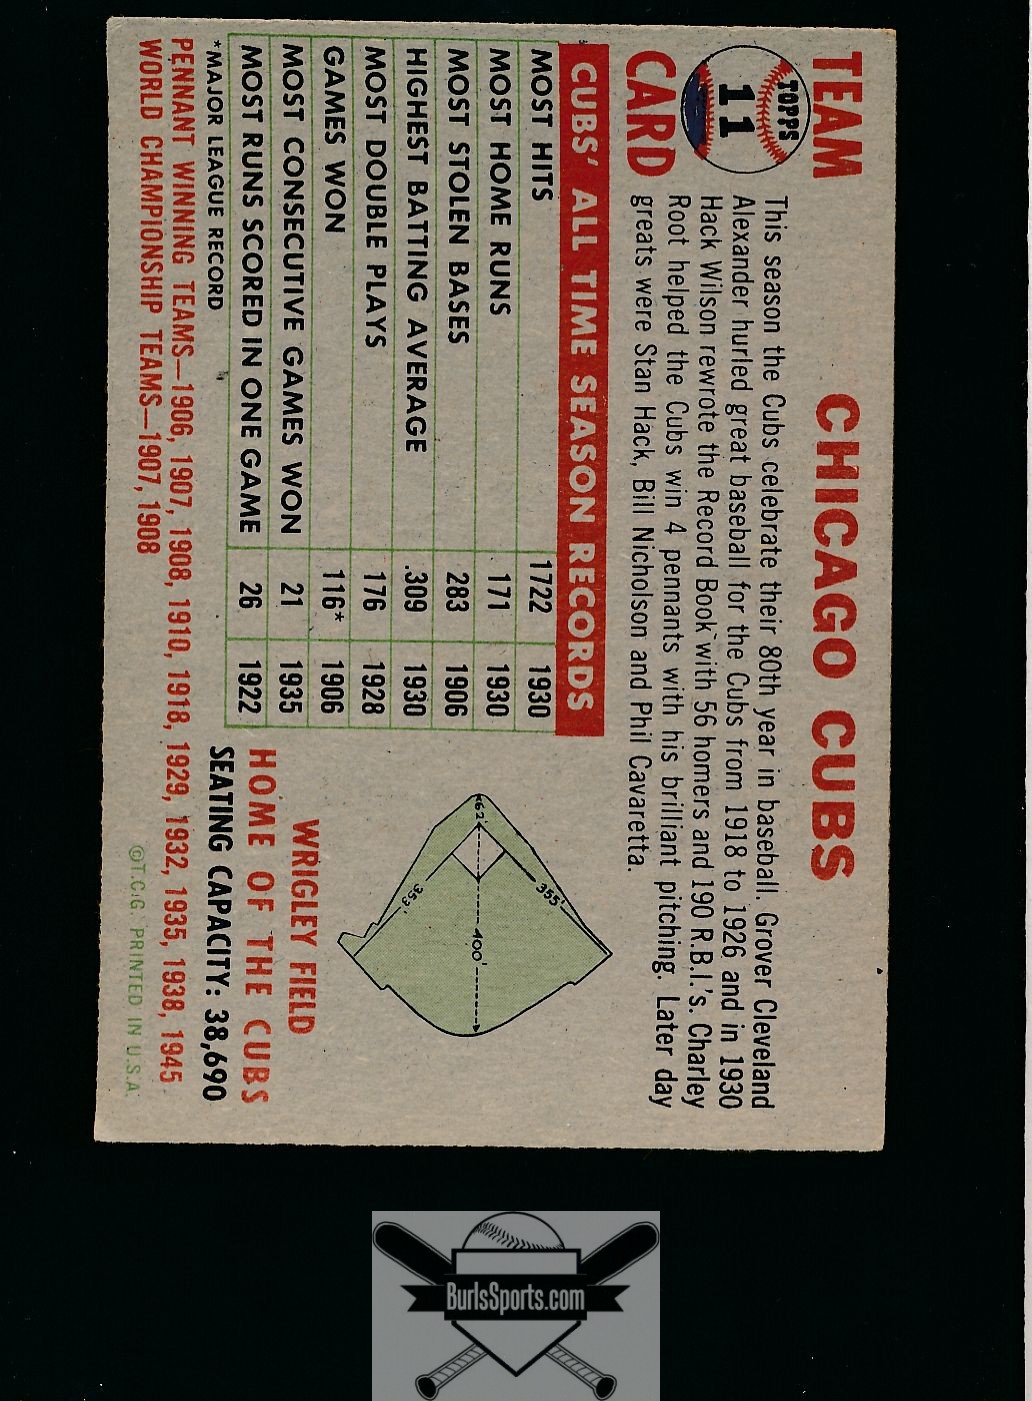 TEAM
CARD
TOPPS
11
CHICAGO CUBS
This season the Cubs celebrate their 80th year in baseball. Grover Cleveland
Alexander hurled great baseball for the Cubs from 1918 to 1926 and in 1930
Hack Wilson rewrote the Record Book with 56 homers and 190 R.B.I.'s. Charley
Root helped the Cubs win 4 pennants with his brilliant pitching. Later day
greats were Stan Hack, Bill Nicholson and Phil Cavaretta.
CUBS' ALL TIME SEASON RECORDS
MOST HITS 1722 1930
MOST HOME RUNS 171 1930
MOST STOLEN BASES 283 1906
HIGHEST BATTING AVERAGE .309 1930
MOST DOUBLE PLAYS 176 1928
GAMES WON 116* 1906
MOST CONSECUTIVE GAMES WON 21 1935
MOST RUNS SCORED IN ONE GAME 26 1922
*MAJOR LEAGUE RECORD
62'
355'
400'
353'
WRIGLEY FIELD
HOME OF THE CUBS
SEATING CAPACITY: 38,690
PENNANT WINNING TEAMS—1906, 1907, 1908, 1910, 1918, 1929, 1932, 1935, 1938, 1945
WORLD CHAMPIONSHIP TEAMS—1907, 1908
©T.C.G. PRINTED IN U.S.A.
BurlsSports.com